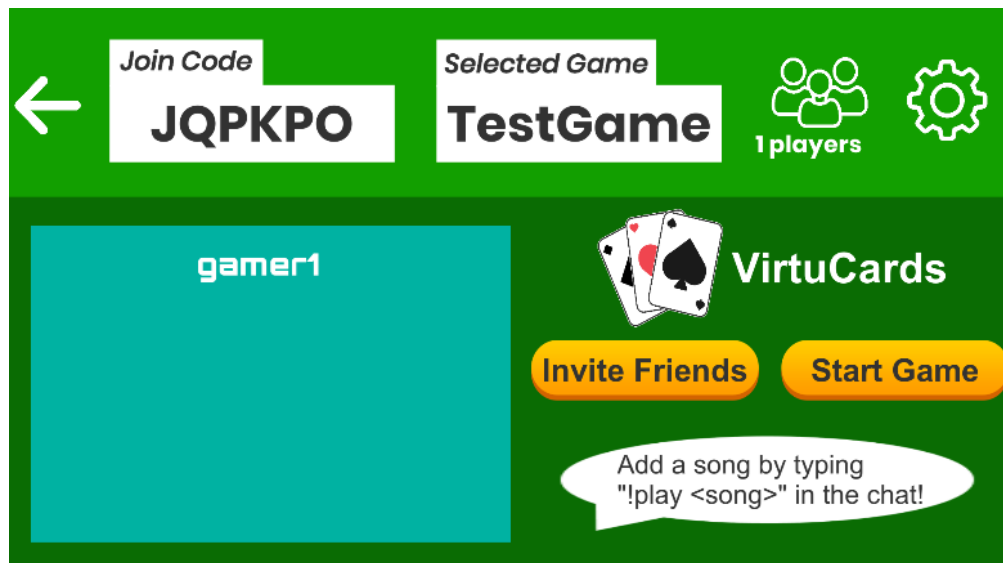 Join Code
JQPKPO
Selected Game
TestGame
1 players
gamer1
VirtuCards
Invite Friends
Start Game
Add a song by typing
"!play <song>" in the chat!